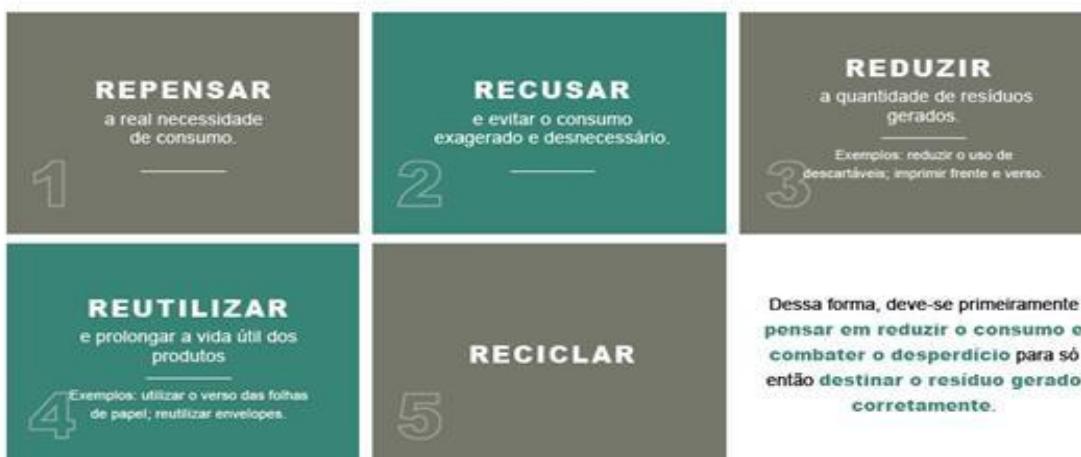 REPENSAR
a real necessidade
de consumo.
1
RECUSAR
e evitar o consumo
exagerado e desnecessário.
2
REDUZIR
a quantidade de resíduos
gerados.
Exemplos: reduzir o uso de
descartáveis; imprimir frente e verso.
3
REUTILIZAR
e prolongar a vida útil dos
produtos
Exemplos: utilizar o verso das folhas
de papel; reutilizar envelopes.
4
RECICLAR
5
Dessa forma, deve-se primeiramente
pensar em reduzir o consumo e
combater o desperdício para só
então destinar o resíduo gerado
corretamente.